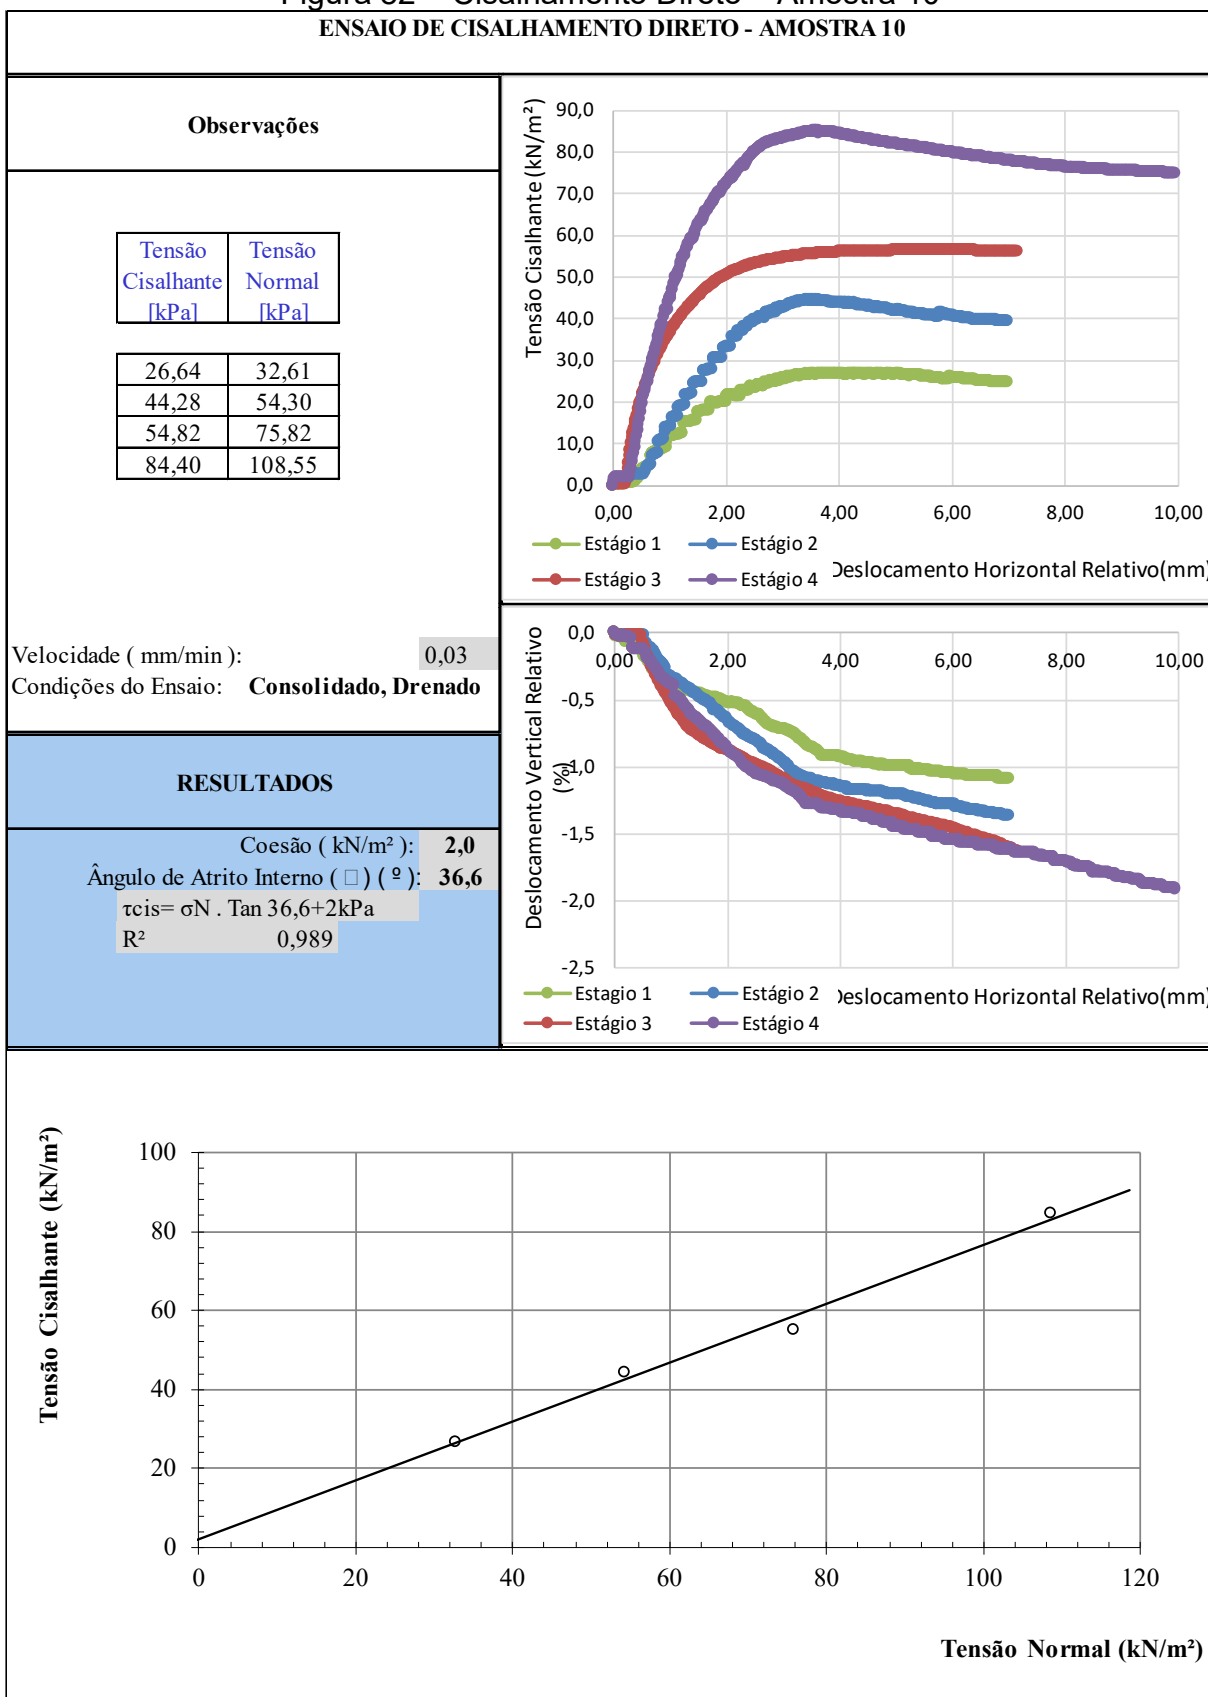 ENSAIO DE CISALHAMENTO DIRETO - AMOSTRA 10
Observações
Tensão Cisalhante [kPa]
Tensão Normal [kPa]
26,64 32,61
44,28 54,30
54,82 75,82
84,40 108,55
Velocidade ( mm/min ): 0,03
Condições do Ensaio: Consolidado, Drenado
RESULTADOS
Coesão ( kN/m² ): 2,0
Ângulo de Atrito Interno ( □ ) ( º ): 36,6
τcis= σN . Tan 36,6+2kPa
R² 0,989
Tensão Cisalhante (kN/m²)
90,0
80,0
70,0
60,0
50,0
40,0
30,0
20,0
10,0
0,0
0,00 2,00 4,00 6,00 8,00 10,00
Estágio 1 Estágio 2
Estágio 3 Estágio 4
Deslocamento Horizontal Relativo(mm)
Deslocamento Vertical Relativo (%)
0,0
0,00 2,00 4,00 6,00 8,00 10,00
-0,5
-1,0
-1,5
-2,0
-2,5
Estagio 1 Estágio 2
Estágio 3 Estágio 4
Deslocamento Horizontal Relativo(mm)
Tensão Cisalhante (kN/m²)
100
80
60
40
20
0
0 20 40 60 80 100 120
Tensão Normal (kN/m²)